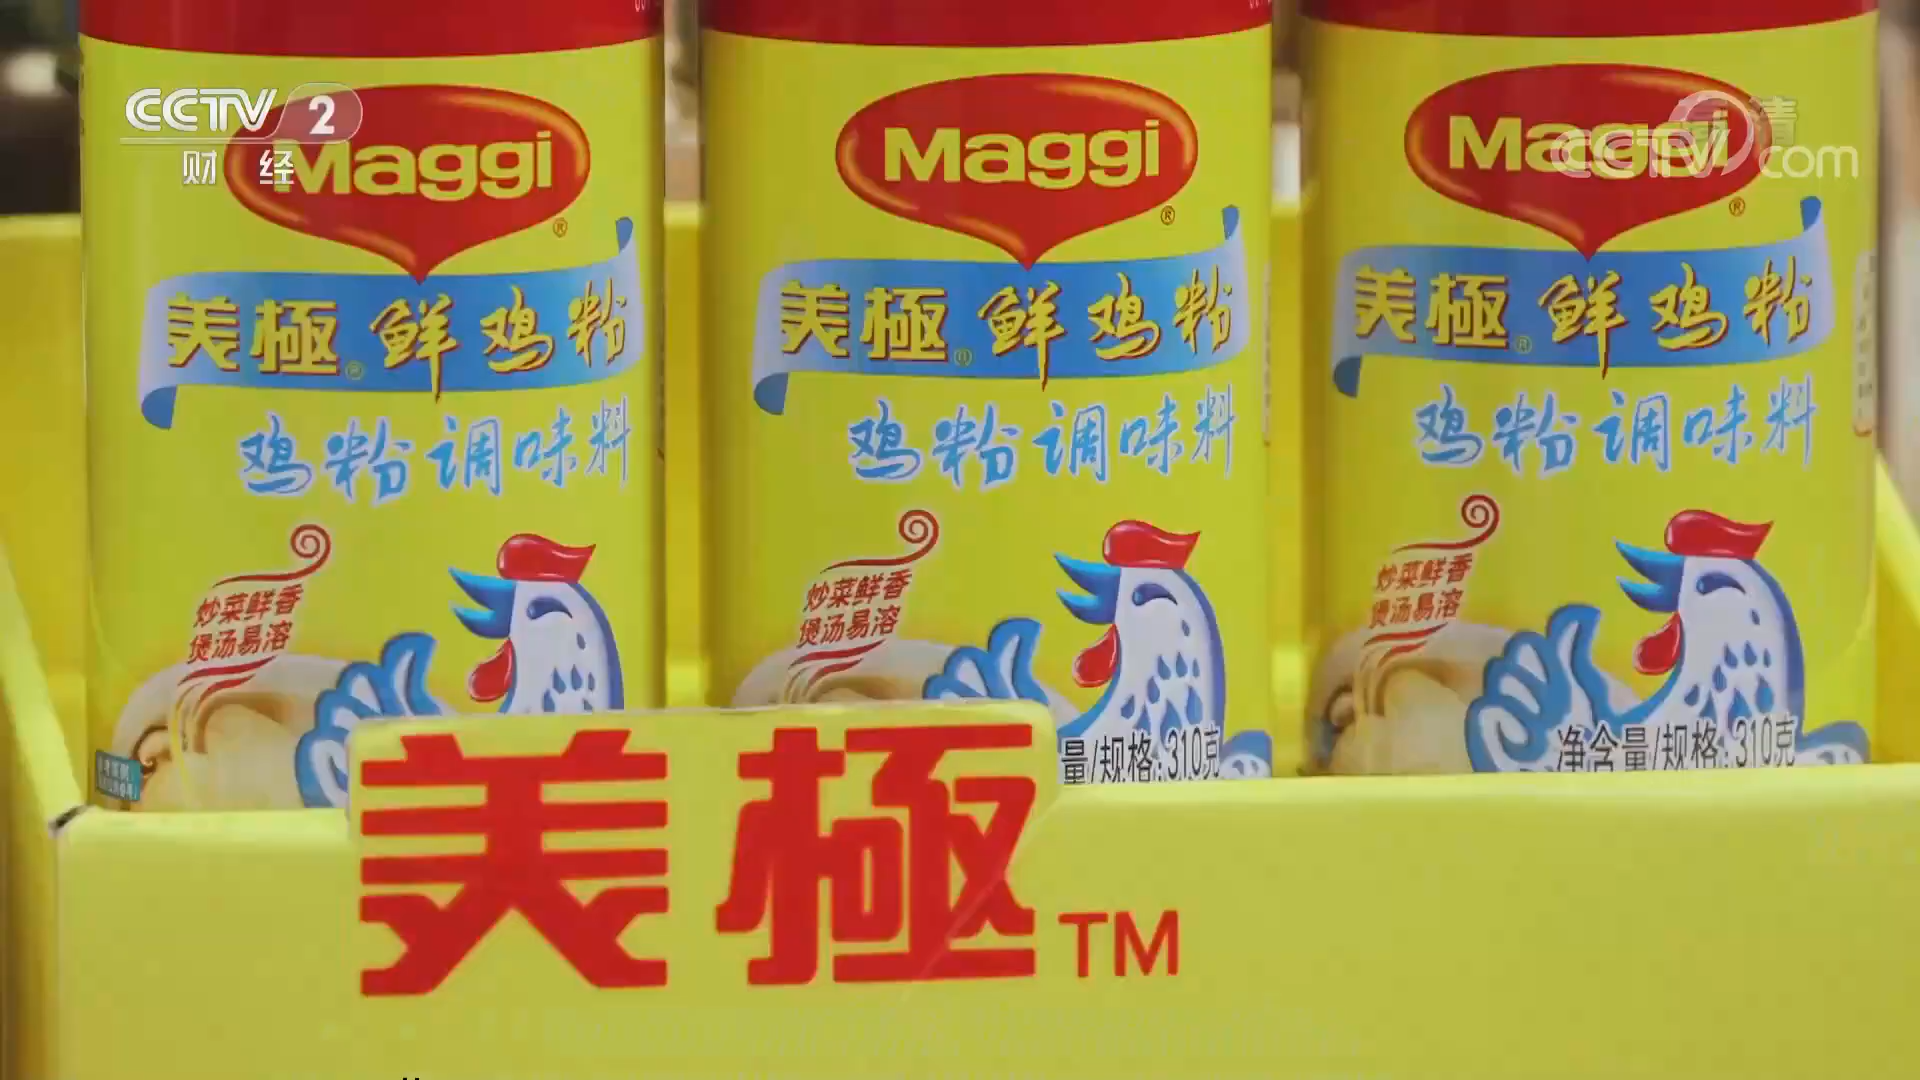 CCTV 2
财 经
高清
CCTV com
Maggi®
美極® 鲜鸡粉
鸡粉调味料
炒菜鲜香
煲汤易溶
Maggi®
美極® 鲜鸡粉
鸡粉调味料
炒菜鲜香
煲汤易溶
量/规格:310克
Maggi®
美極® 鲜鸡粉
鸡粉调味料
炒菜鲜香
煲汤易溶
净含量/规格:310克
美極TM